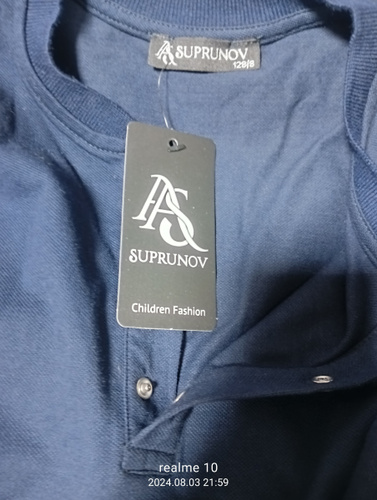 AS SUPRUNOV
128/8
AS
SUPRUNOV
Children Fashion
realme 10
2024.08.03 21:59